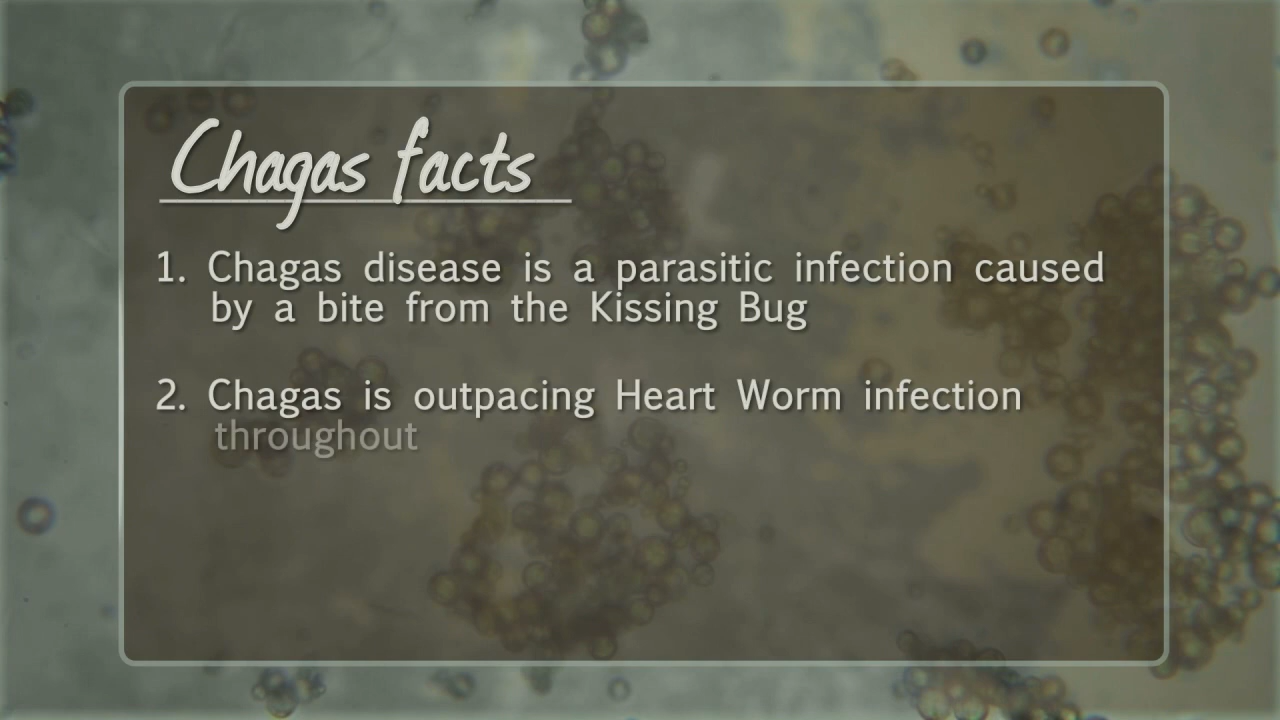 Chagas facts
1. Chagas disease is a parasitic infection caused
by a bite from the Kissing Bug
2. Chagas is outpacing Heart Worm infection
throughout